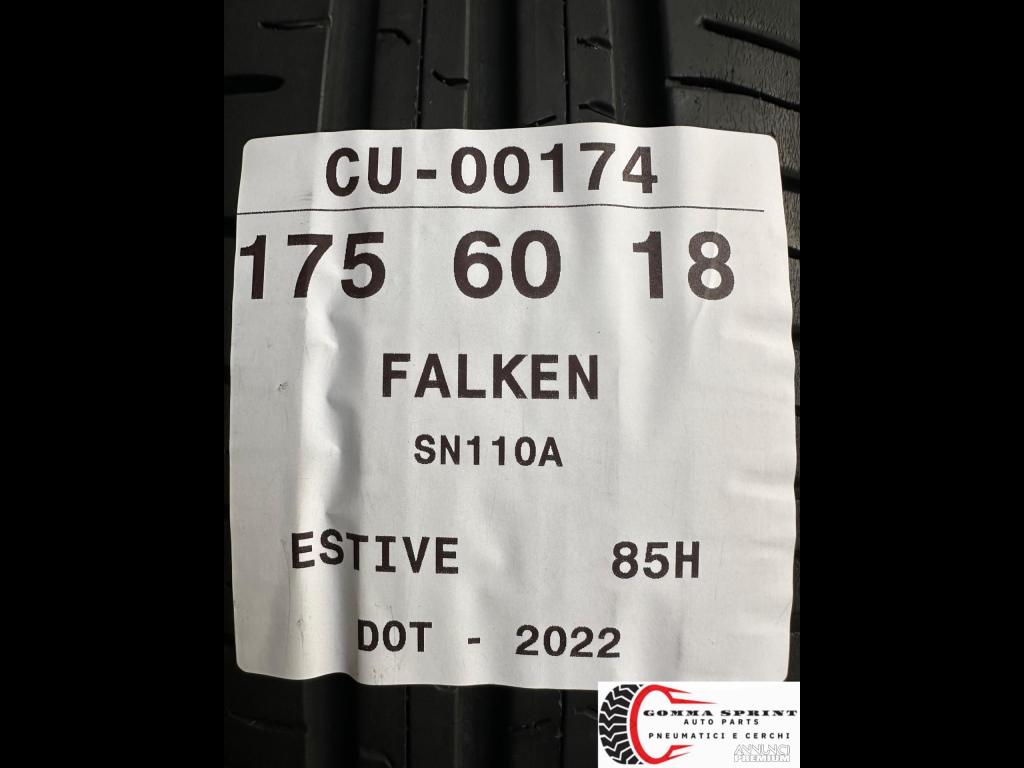 CU-00174
175 60 18
FALKEN
SN110A
ESTIVE 85H
DOT - 2022
GOMMA SPRINT
AUTO PARTS
PNEUMATICI E CERCHI
ANNUNCI
PREMIUM